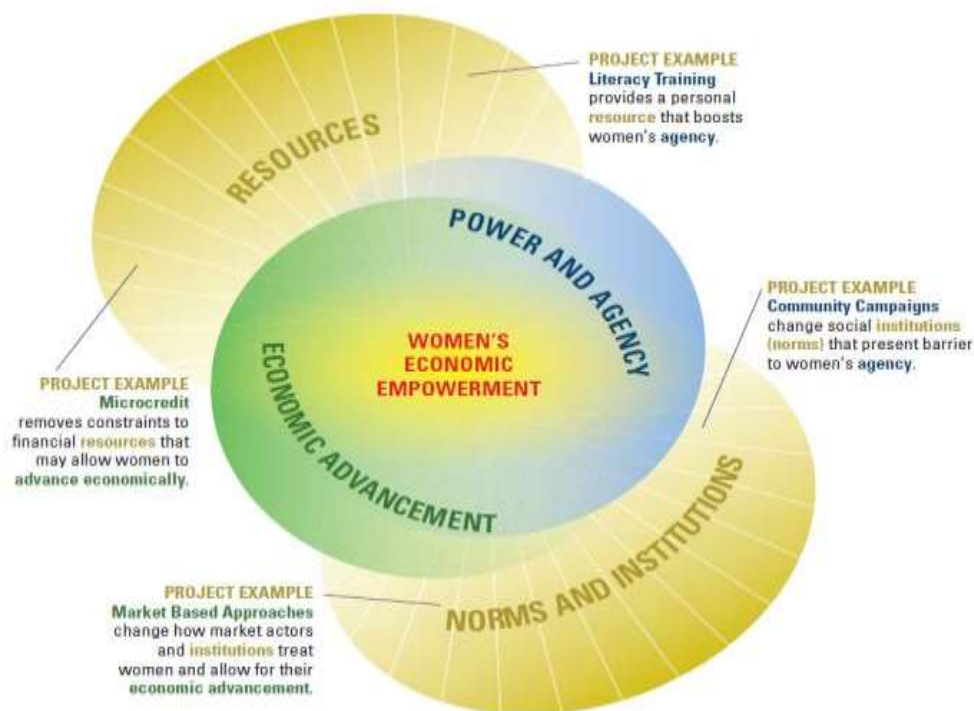 PROJECT EXAMPLE
Literacy Training
provides a personal
resource that boosts
women's agency.
RESOURCES
POWER AND AGENCY
PROJECT EXAMPLE
Community Campaigns
change social institutions
(norms) that present barrier
to women's agency.
WOMEN'S
ECONOMIC
EMPOWERMENT
ECONOMIC ADVANCEMENT
PROJECT EXAMPLE
Microcredit
removes constraints to
financial resources that
may allow women to
advance economically.
NORMS AND INSTITUTIONS
PROJECT EXAMPLE
Market Based Approaches
change how market actors
and institutions treat
women and allow for their
economic advancement.